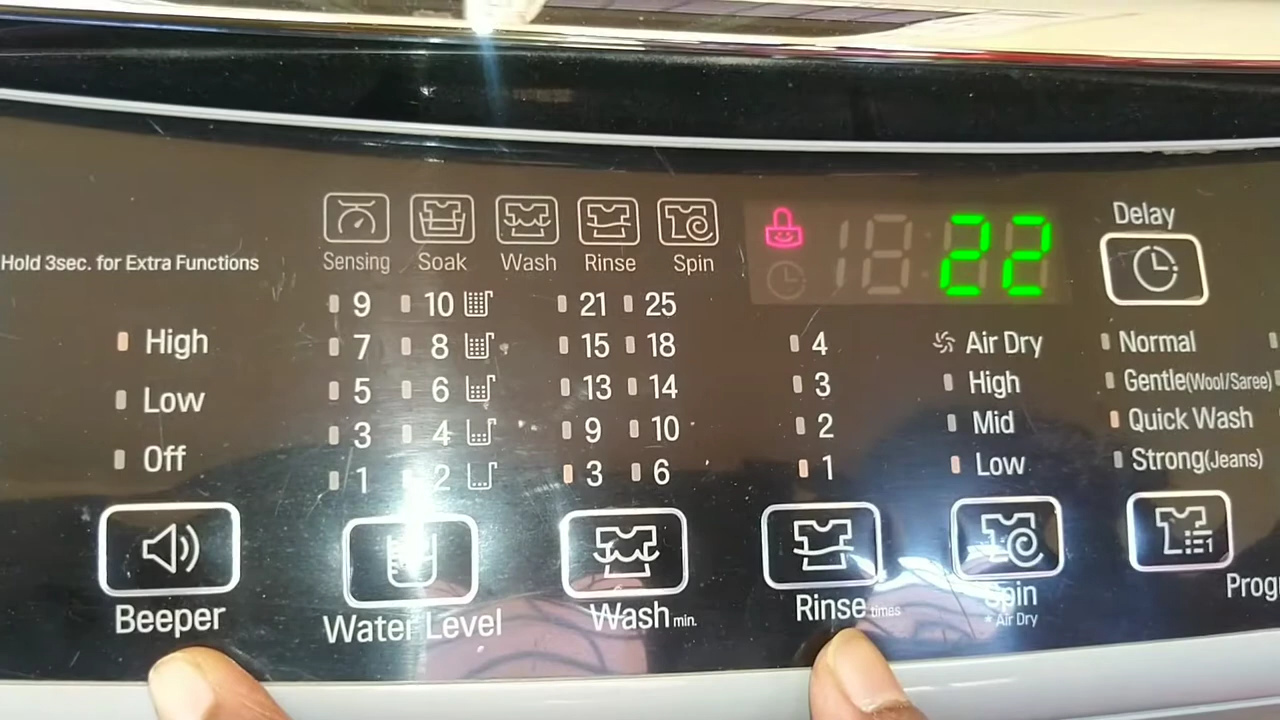 Delay
22
Sensing Soak Wash Rinse Spin
Hold 3sec. for Extra Functions
9 10 21 25
High 7 8 15 18 4 Air Dry Normal
5 6 13 14 3 High Gentle(Wool/Saree)
Low 3 4 9 10 2 Mid Quick Wash
Off 1 2 3 6 1 Low Strong(Jeans)
Beeper Water Level Wash min. Rinse times Spin
* Air Dry